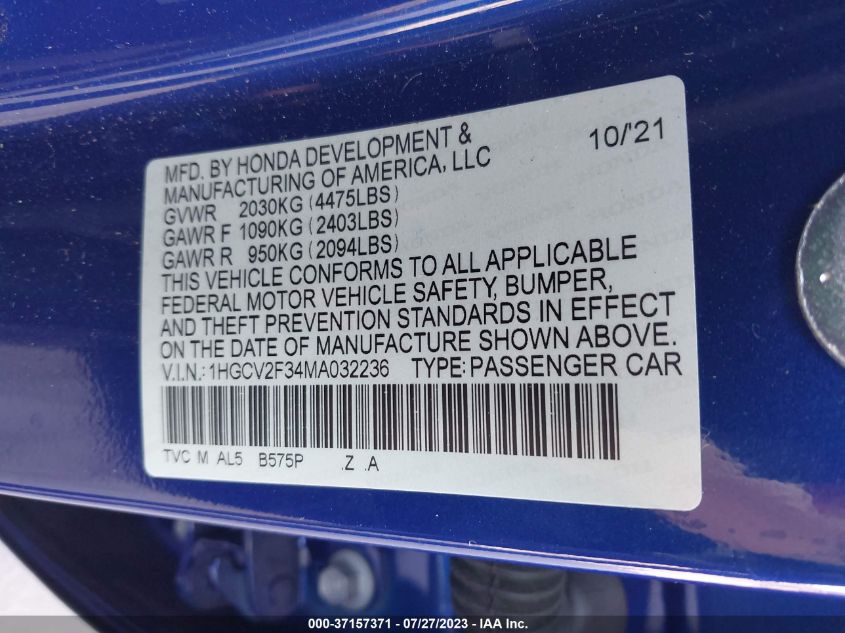 MFD. BY HONDA DEVELOPMENT & 10/'21
MANUFACTURING OF AMERICA, LLC
GVWR 2030KG (4475LBS)
GAWR F 1090KG (2403LBS)
GAWR R 950KG (2094LBS)
THIS VEHICLE CONFORMS TO ALL APPLICABLE
FEDERAL MOTOR VEHICLE SAFETY, BUMPER,
AND THEFT PREVENTION STANDARDS IN EFFECT
ON THE DATE OF MANUFACTURE SHOWN ABOVE.
V.I.N.: 1HGCV2F34MA032236 TYPE: PASSENGER CAR
TVC M AL5 B575P .Z .A
000-37157371 / 07/27/2023 / IAA Inc.